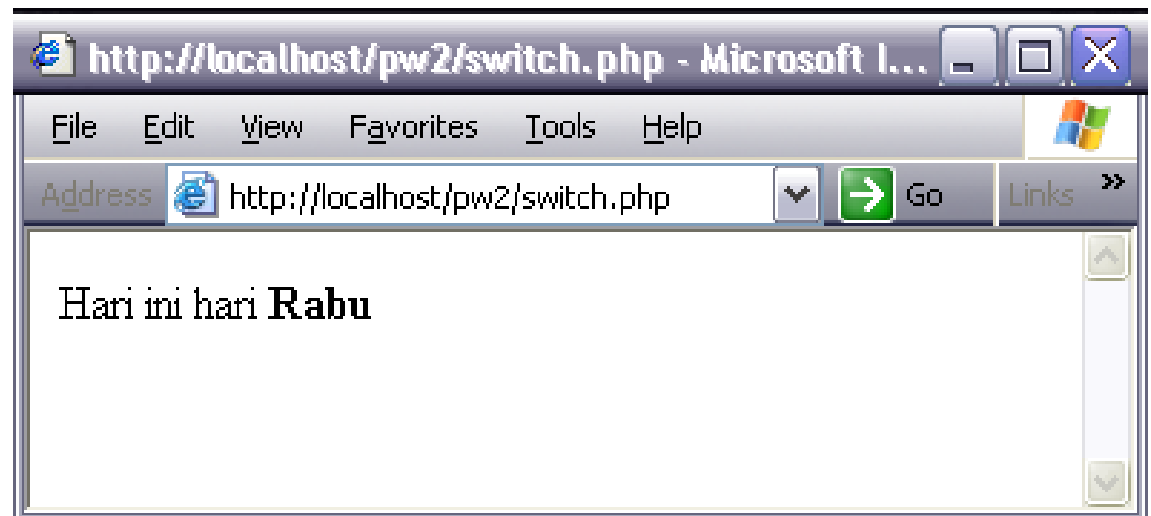 http://localhost/pw2/switch.php - Microsoft I...
File Edit View Favorites Tools Help
Address http://localhost/pw2/switch.php Go Links »
Hari ini hari Rabu